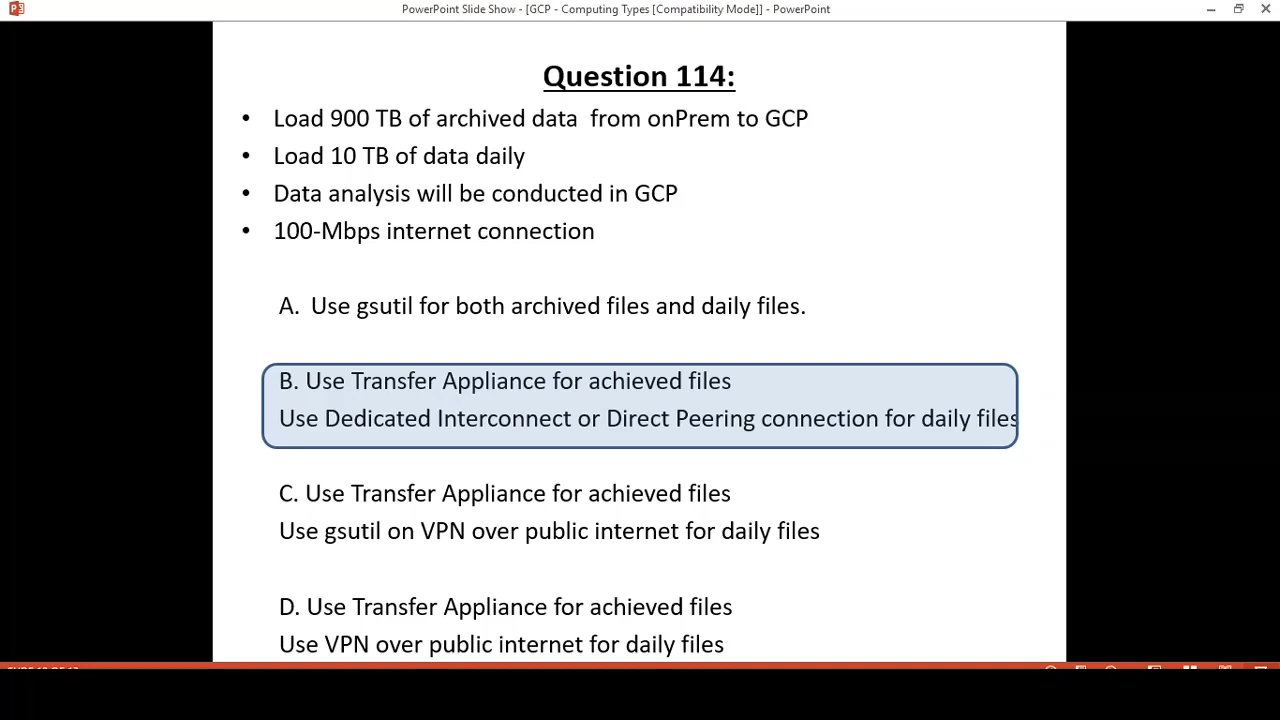 PowerPoint Slide Show - [GCP - Computing Types [Compatibility Mode]] - PowerPoint
Question 114:
• Load 900 TB of archived data from onPrem to GCP
• Load 10 TB of data daily
• Data analysis will be conducted in GCP
• 100-Mbps internet connection
A. Use gsutil for both archived files and daily files.
B. Use Transfer Appliance for achieved files
Use Dedicated Interconnect or Direct Peering connection for daily files
C. Use Transfer Appliance for achieved files
Use gsutil on VPN over public internet for daily files
D. Use Transfer Appliance for achieved files
Use VPN over public internet for daily files